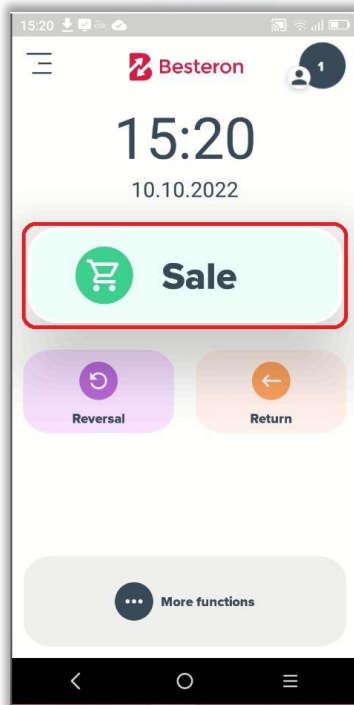 15:20
Besteron
1
15:20
10.10.2022
Sale
Reversal
Return
More functions